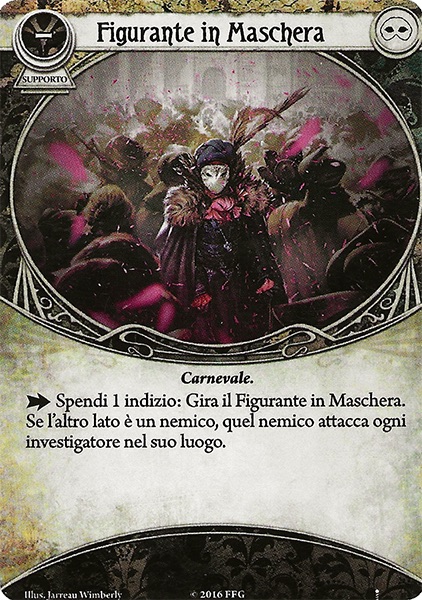 Figurante in Maschera
SUPPORTO
Carnevale.
Spendi 1 indizio: Gira il Figurante in Maschera.
Se l'altro lato è un nemico, quel nemico attacca ogni
investigatore nel suo luogo.
Illus. Jarreau Wimberly
© 2016 FFG